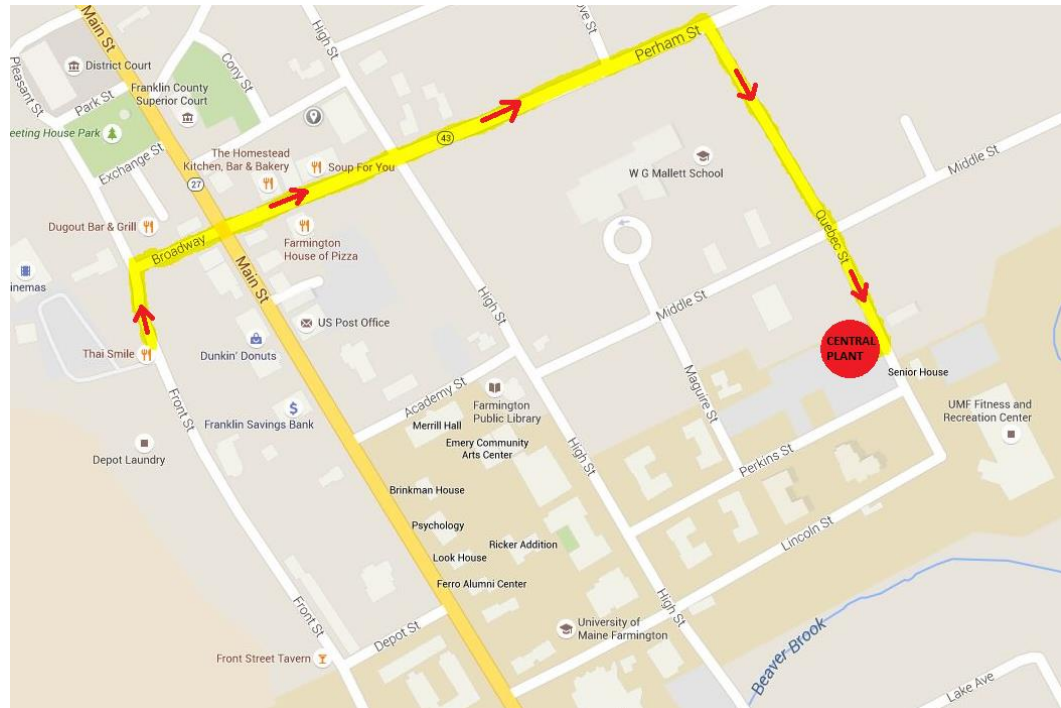 Main St
High St
ove St
Perham St
Pleasant St
District Court
Cony St
Franklin County
Superior Court
Park St
eeting House Park
Exchange St
43
The Homestead
Kitchen, Bar & Bakery
Soup For You
W G Mallett School
Middle St
27
Dugout Bar & Grill
Broadway
Farmington
House of Pizza
Quebec St
inemas
Main St
High St
Middle St
US Post Office
Thai Smile
Dunkin' Donuts
CENTRAL
PLANT
Senior House
Academy St
Farmington
Public Library
Maguire St
UMF Fitness and
Recreation Center
Front St
Franklin Savings Bank
Merrill Hall
Emery Community
Arts Center
High St
Depot Laundry
Perkins St
Brinkman House
Psychology
Ricker Addition
Lincoln St
Look House
Ferro Alumni Center
Front St
Depot St
University of
Maine Farmington
High St
Front Street Tavern
Beaver Brook
Lake Ave